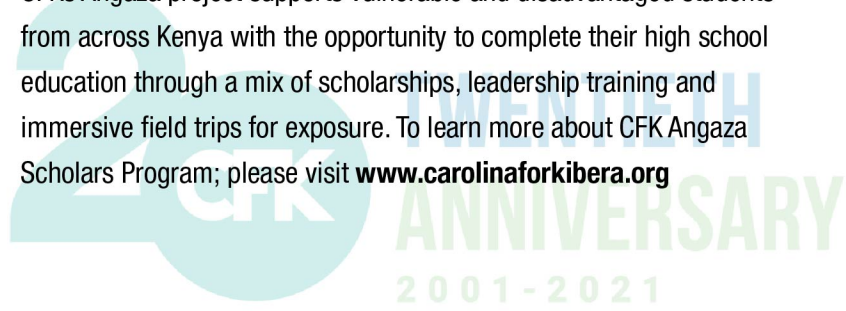 from across Kenya with the opportunity to complete their high school
education through a mix of scholarships, leadership training and
immersive field trips for exposure. To learn more about CFK Angaza
Scholars Program; please visit www.carolinaforkibera.org
20 CFK
TWENTIETH
ANNIVERSARY
2001-2021